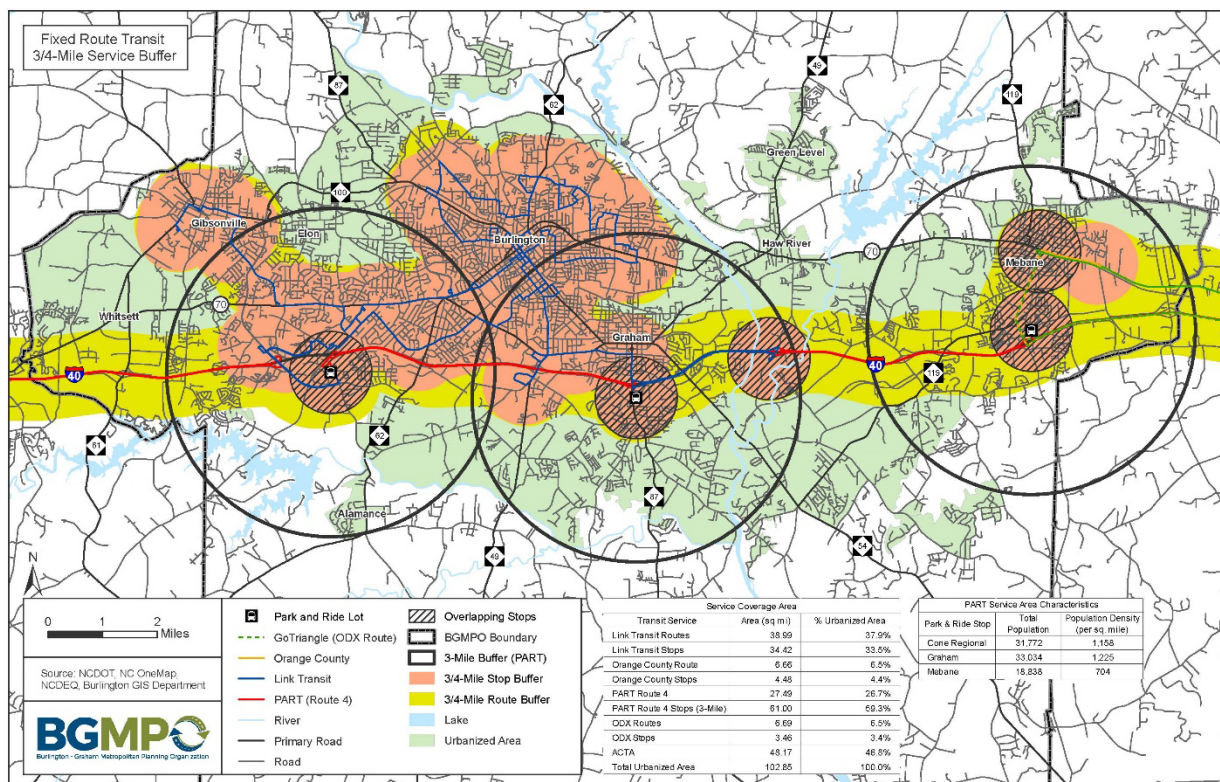 Fixed Route Transit
3/4-Mile Service Buffer
87
62
49
119
Green Level
100
Gibsonville
Elon
Burlington
Haw River
70
Mebane
70
Whitsett
Graham
40
40
119
61
62
87
Alamance
49
54
N
0 1 2
Miles
Source: NCDOT, NC OneMap,
NCDEQ, Burlington GIS Department
BGMPO
Burlington - Graham Metropolitan Planning Organization
Park and Ride Lot
GoTriangle (ODX Route)
Orange County
Link Transit
PART (Route 4)
River
Primary Road
Road
Overlapping Stops
BGMPO Boundary
3-Mile Buffer (PART)
3/4-Mile Stop Buffer
3/4-Mile Route Buffer
Lake
Urbanized Area
Service Coverage Area
Transit Service Area (sq mi) % Urbanized Area
Link Transit Routes 38.99 37.9%
Link Transit Stops 34.42 33.5%
Orange County Route 6.66 6.5%
Orange County Stops 4.48 4.4%
PART Route 4 27.49 26.7%
PART Route 4 Stops (3-Mile) 61.00 59.3%
ODX Routes 6.69 6.5%
ODX Stops 3.46 3.4%
ACTA 48.17 46.8%
Total Urbanized Area 102.85 100.0%
PART Service Area Characteristics
Park & Ride Stop Total Population Population Density (per sq. mile)
Cone Regional 31,772 1,158
Graham 33,034 1,225
Mebane 18,838 704